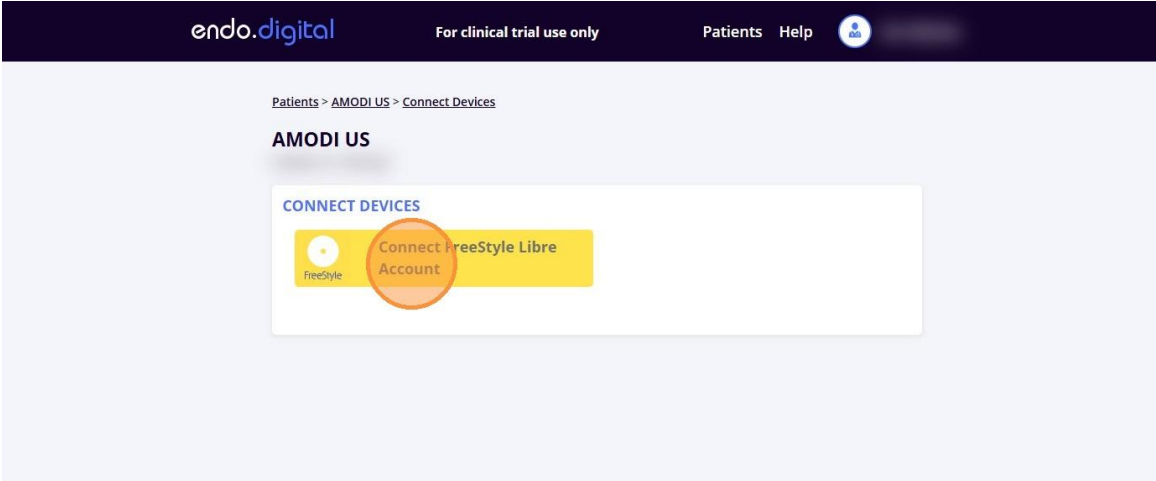 endo.digital
For clinical trial use only
Patients Help
Patients > AMODI US > Connect Devices
AMODI US
CONNECT DEVICES
Connect FreeStyle Libre
Account
FreeStyle